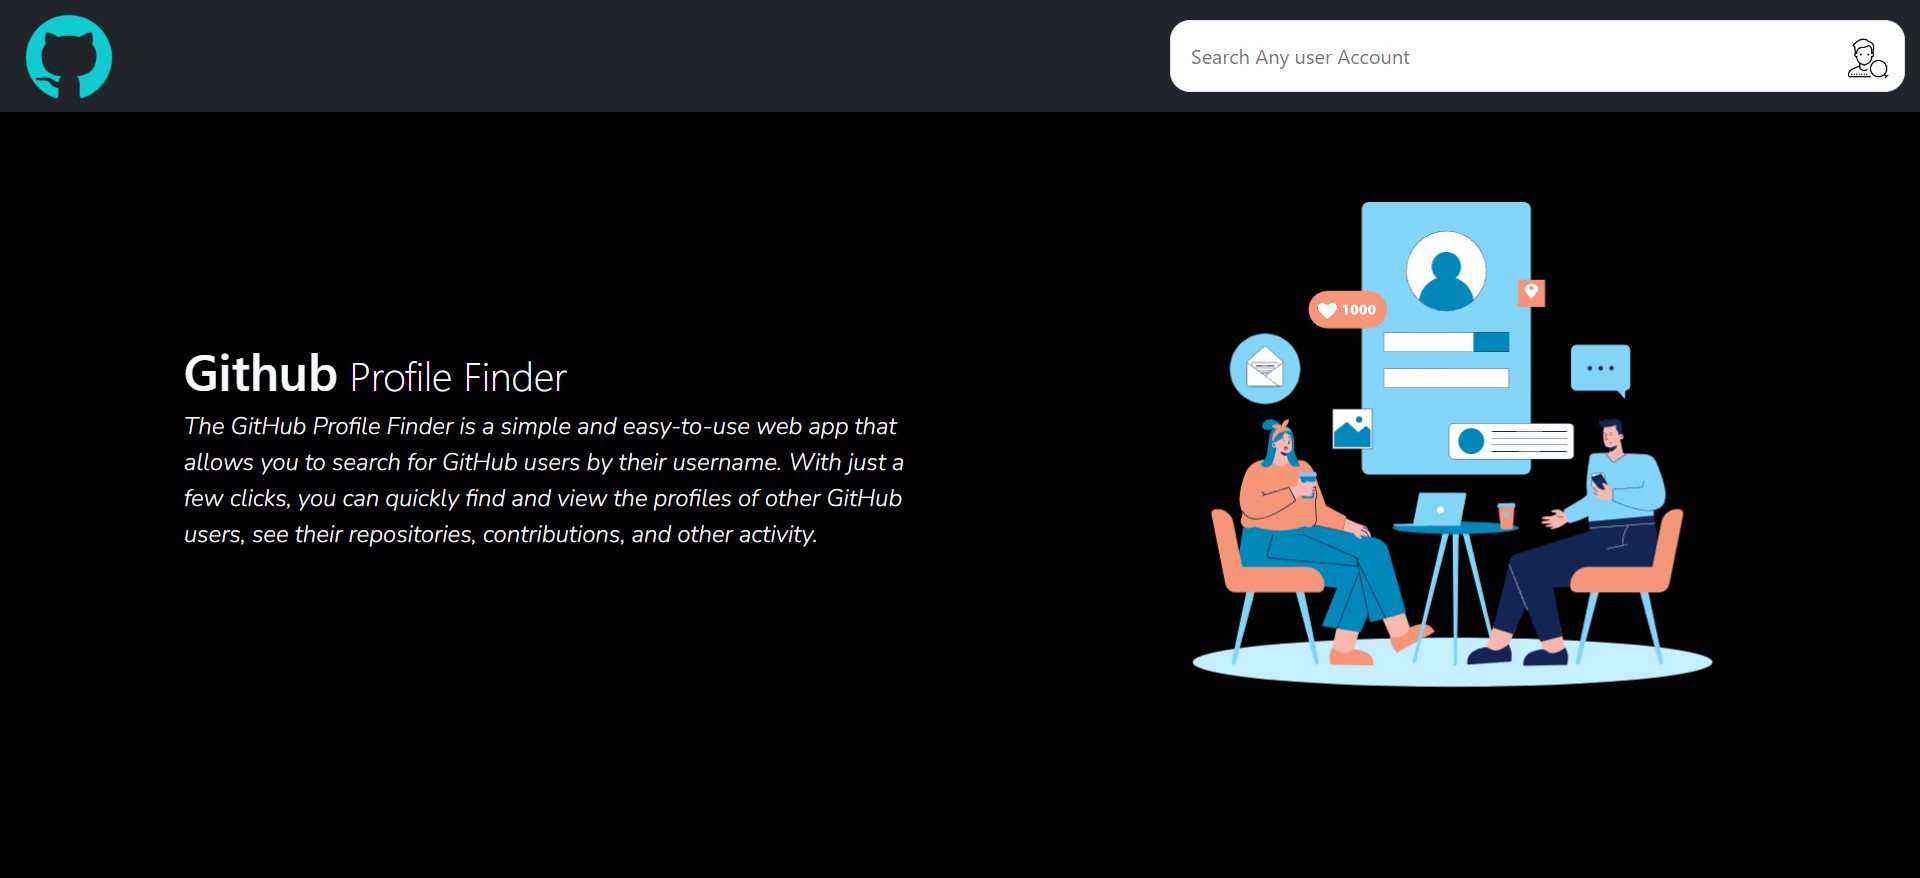 Search Any user Account
1000
Github Profile Finder
The GitHub Profile Finder is a simple and easy-to-use web app that
allows you to search for GitHub users by their username. With just a
few clicks, you can quickly find and view the profiles of other GitHub
users, see their repositories, contributions, and other activity.